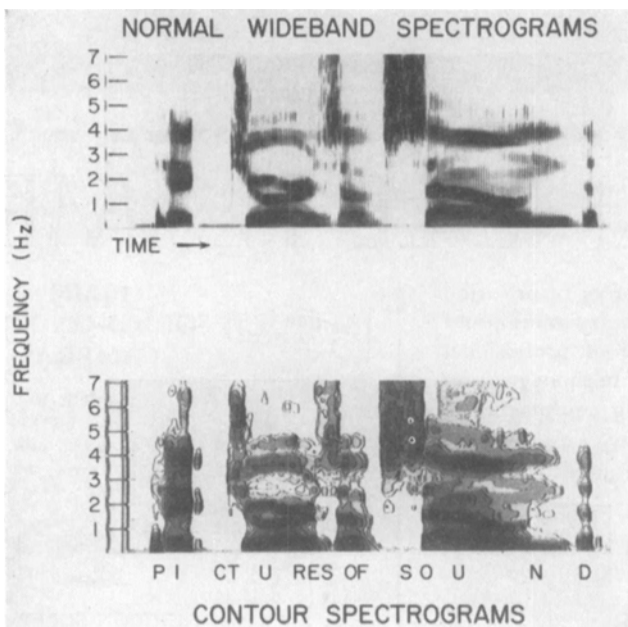 NORMAL WIDEBAND SPECTROGRAMS
7
6
5
4
3
2
1
TIME →
FREQUENCY (Hz)
7
6
5
4
3
2
1
PI CT U RES OF S O U N D
CONTOUR SPECTROGRAMS